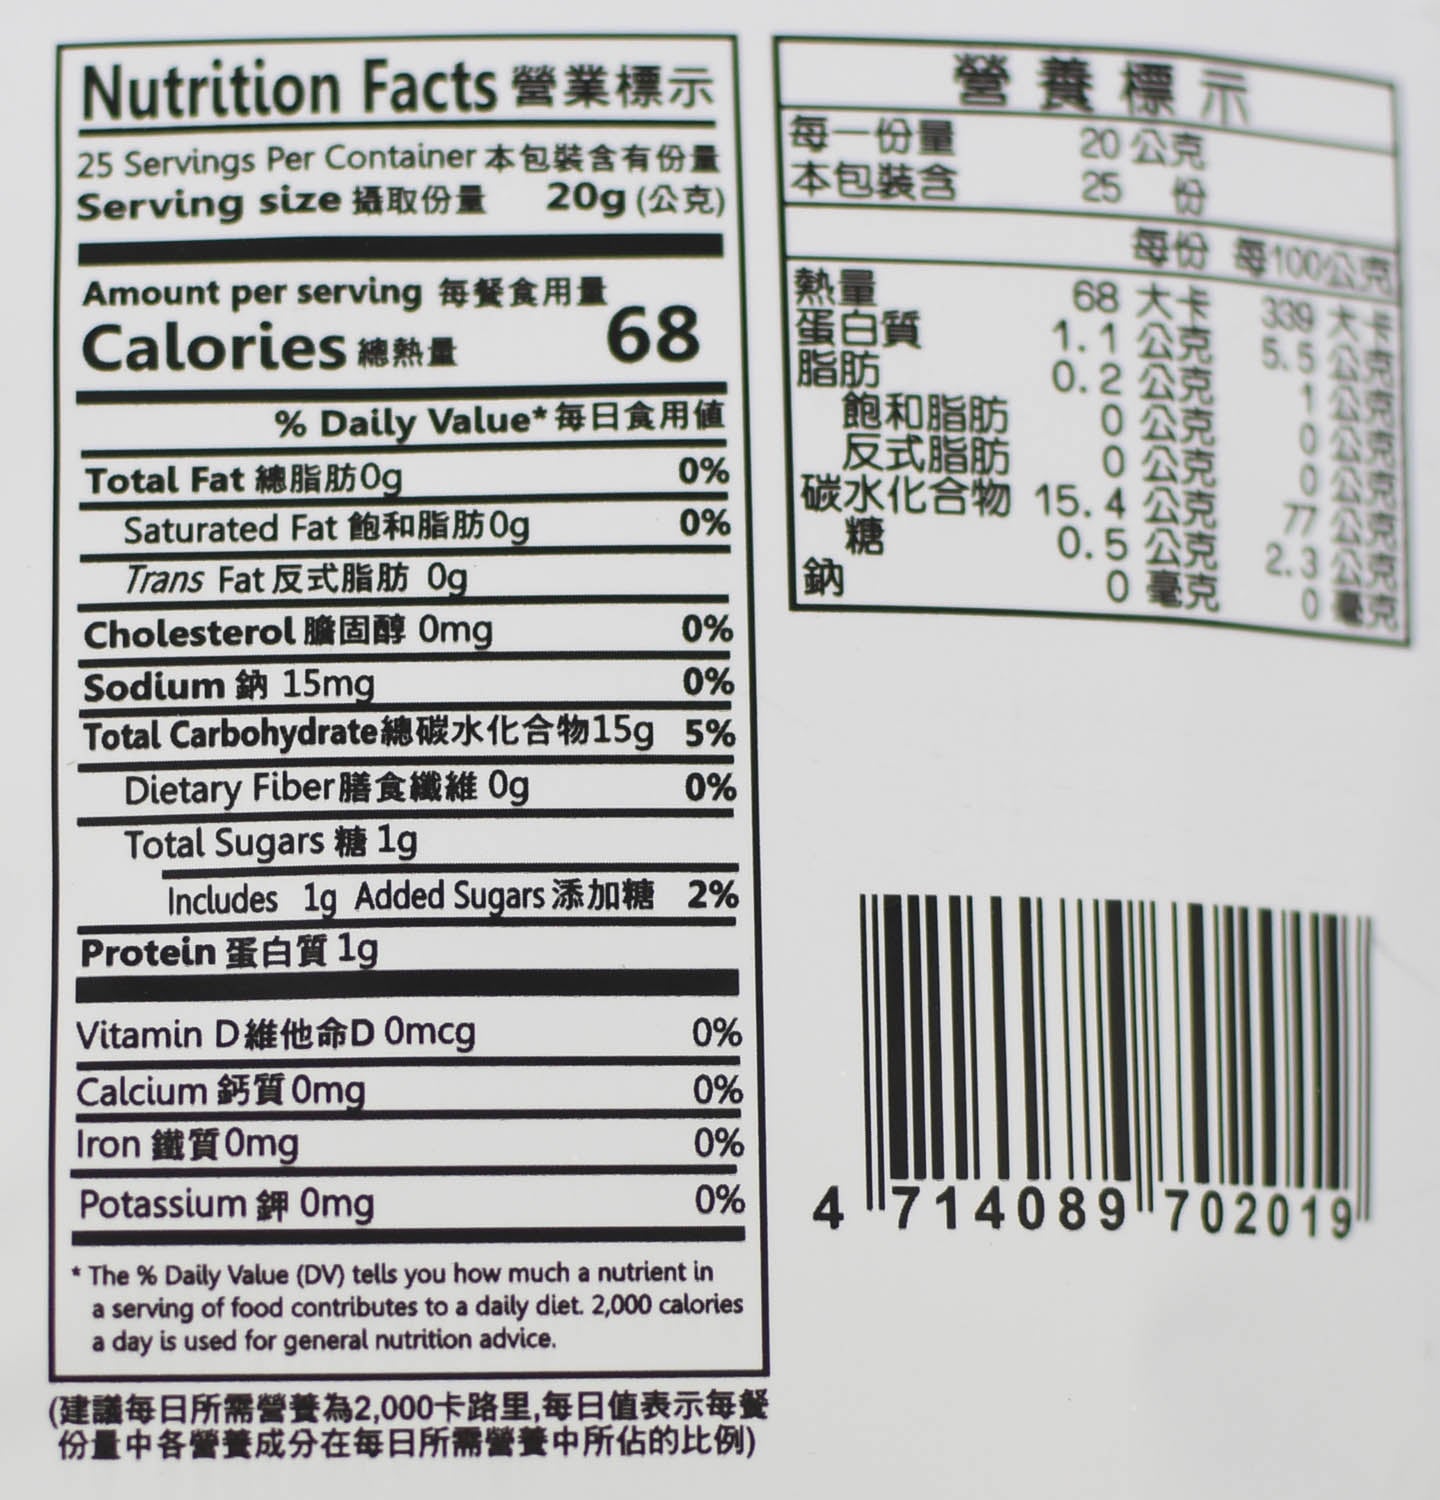 Nutrition Facts 營業標示
25 Servings Per Container 本包裝含有份量
Serving size 攝取份量 20g (公克)
Amount per serving 每餐食用量
Calories 總熱量 68
% Daily Value* 每日食用値
Total Fat 總脂肪0g 0%
Saturated Fat 飽和脂肪0g 0%
Trans Fat 反式脂肪 0g
Cholesterol 膽固醇 0mg 0%
Sodium 鈉 15mg 0%
Total Carbohydrate總碳水化合物15g 5%
Dietary Fiber膳食纖維 0g 0%
Total Sugars 糖 1g
Includes 1g Added Sugars 添加糖 2%
Protein 蛋白質 1g
Vitamin D維他命D 0mcg 0%
Calcium 鈣質0mg 0%
Iron 鐵質0mg 0%
Potassium 鉀 0mg 0%
* The % Daily Value (DV) tells you how much a nutrient in
a serving of food contributes to a daily diet. 2,000 calories
a day is used for general nutrition advice.
(建議每日所需營養為2,000卡路里,每日值表示每餐
份量中各營養成分在每日所需營養中所佔的比例)
營養標示
每一份量 20 公克
本包裝含 25 份
每份 每100公克
熱量 68 大卡 339 大卡
蛋白質 1.1 公克 5.5 公克
脂肪 0.2 公克 1 公克
飽和脂肪 0 公克 0 公克
反式脂肪 0 公克 0 公克
碳水化合物 15.4 公克 77 公克
糖 0.5 公克 2.3 公克
鈉 0 毫克 0 毫克
4 714089 702019